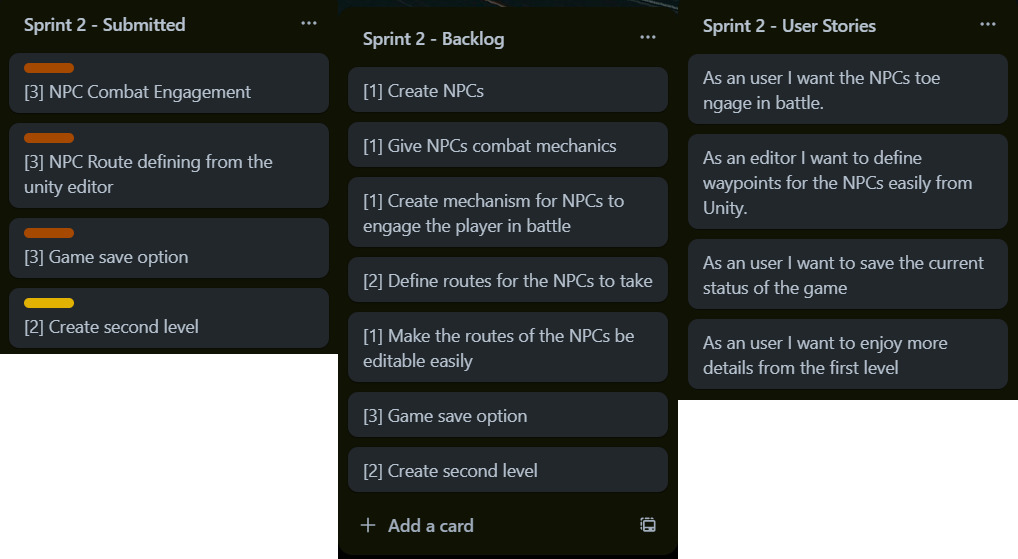 Sprint 2 - Submitted
[3] NPC Combat Engagement
[3] NPC Route defining from the
unity editor
[3] Game save option
[2] Create second level
Sprint 2 - Backlog
[1] Create NPCs
[1] Give NPCs combat mechanics
[1] Create mechanism for NPCs to
engage the player in battle
[2] Define routes for the NPCs to take
[1] Make the routes of the NPCs be
editable easily
[3] Game save option
[2] Create second level
Add a card
Sprint 2 - User Stories
As an user I want the NPCs toe
ngage in battle.
As an editor I want to define
waypoints for the NPCs easily from
Unity.
As an user I want to save the current
status of the game
As an user I want to enjoy more
details from the first level